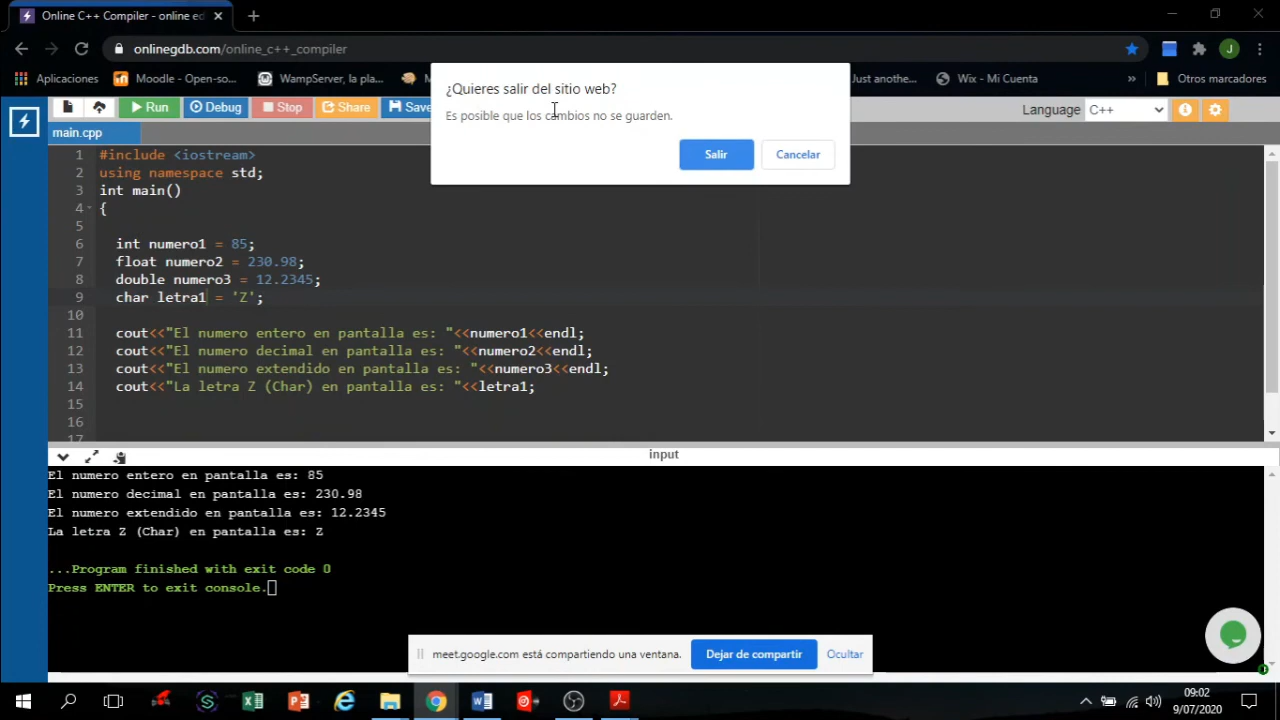 Online C++ Compiler - online ed
onlinegdb.com/online_c++_compiler
J
Aplicaciones
Moodle - Open-so...
WampServer, la pla...
Just anothe...
Wix - Mi Cuenta
»
Otros marcadores
¿Quieres salir del sitio web?
Es posible que los cambios no se guarden.
Salir
Cancelar
Run
Debug
Stop
Share
Save
Language
C++
main.cpp
1 #include <iostream>
2 using namespace std;
3 int main()
4 {
5
6 int numero1 = 85;
7 float numero2 = 230.98;
8 double numero3 = 12.2345;
9 char letra1 = 'Z';
10
11 cout<<"El numero entero en pantalla es: "<<numero1<<endl;
12 cout<<"El numero decimal en pantalla es: "<<numero2<<endl;
13 cout<<"El numero extendido en pantalla es: "<<numero3<<endl;
14 cout<<"La letra Z (Char) en pantalla es: "<<letra1;
15
16
17
input
El numero entero en pantalla es: 85
El numero decimal en pantalla es: 230.98
El numero extendido en pantalla es: 12.2345
La letra Z (Char) en pantalla es: Z
...Program finished with exit code 0
Press ENTER to exit console.
meet.google.com está compartiendo una ventana.
Dejar de compartir
Ocultar
09:02
9/07/2020